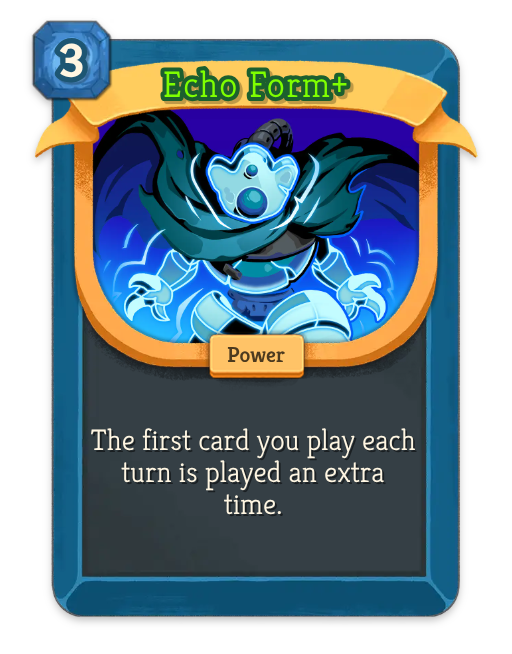 3
Echo Form+
Power
The first card you play each
turn is played an extra
time.